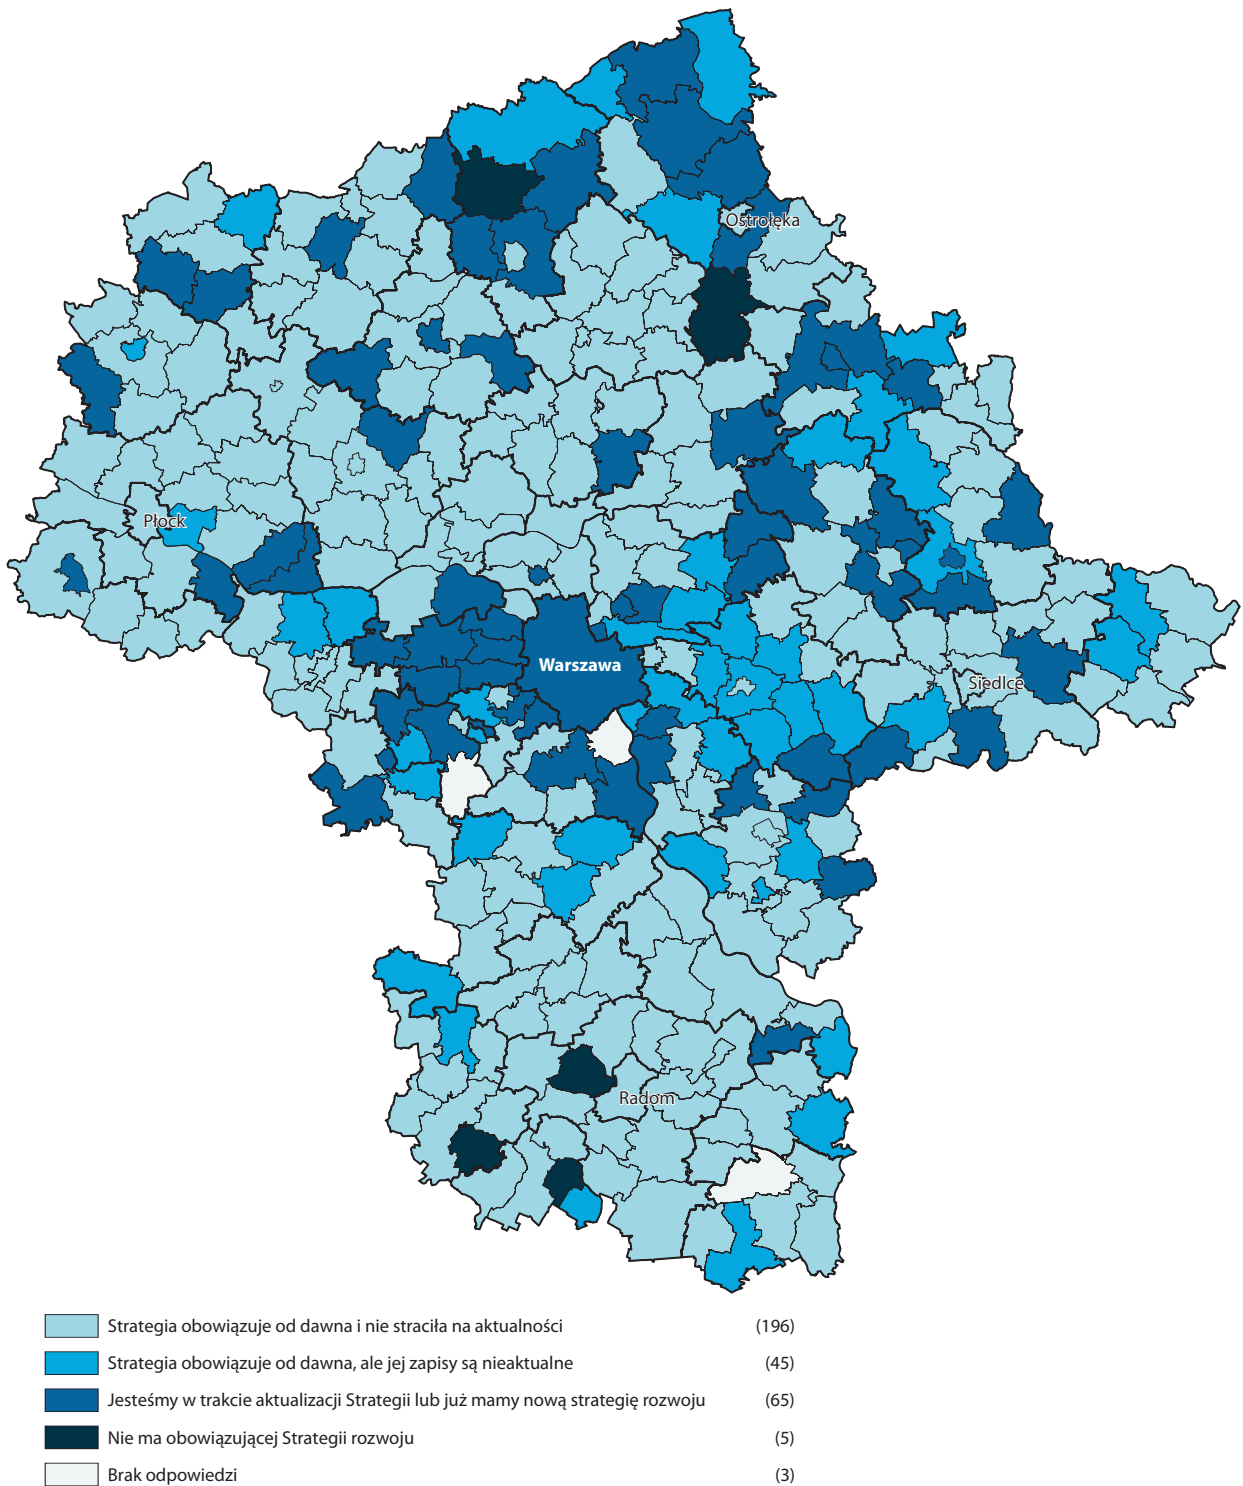 Ostrołęka
Płock
Warszawa
Siedlce
Radom
Strategia obowiązuje od dawna i nie straciła na aktualności (196)
Strategia obowiązuje od dawna, ale jej zapisy są nieaktualne (45)
Jesteśmy w trakcie aktualizacji Strategii lub już mamy nową strategię rozwoju (65)
Nie ma obowiązującej Strategii rozwoju (5)
Brak odpowiedzi (3)